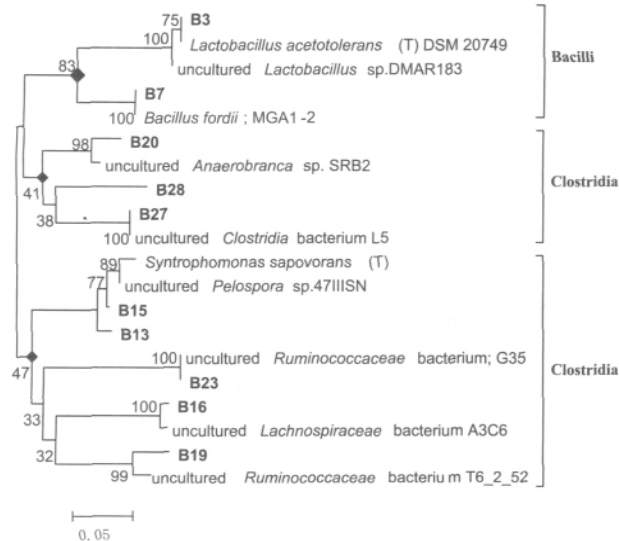 75 B3
100 Lactobacillus acetotolerans (T) DSM 20749
uncultured Lactobacillus sp.DMAR183
Bacilli
83
B7
100 Bacillus fordii ; MGA1 -2
98 B20
uncultured Anaerobranca sp. SRB2
41
B28
Clostridia
38 B27
100 uncultured Clostridia bacterium L5
89 Syntrophomonas sapovorans (T)
77 uncultured Pelospora sp.47IIISN
B15
B13
47
100 uncultured Ruminococcaceae bacterium; G35
Clostridia
B23
33
100 B16
uncultured Lachnospiraceae bacterium A3C6
32
B19
99 uncultured Ruminococcaceae bacteriu m T6_2_52
0.05